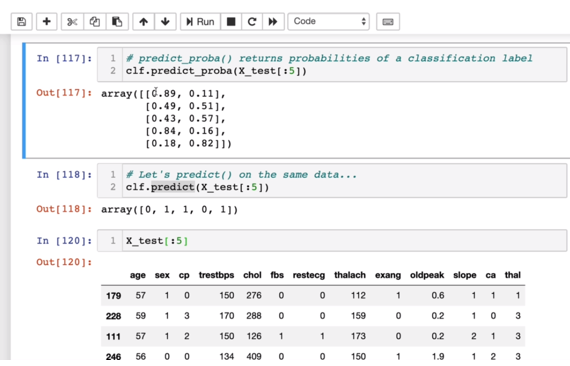 Run
Code
In [117]: 1 # predict_proba() returns probabilities of a classification label
2 clf.predict_proba(X_test[:5])
Out[117]: array([[0.89, 0.11],
[0.49, 0.51],
[0.43, 0.57],
[0.84, 0.16],
[0.18, 0.82]])
In [118]: 1 # Let's predict() on the same data...
2 clf.predict(X_test[:5])
Out[118]: array([0, 1, 1, 0, 1])
In [120]: 1 X_test[:5]
Out[120]:
age sex cp trestbps chol fbs restecg thalach exang oldpeak slope ca thal
179 57 1 0 150 276 0 0 112 1 0.6 1 1 1
228 59 1 3 170 288 0 0 159 0 0.2 1 0 3
111 57 1 2 150 126 1 1 173 0 0.2 2 1 3
246 56 0 0 134 409 0 0 150 1 1.9 1 2 3